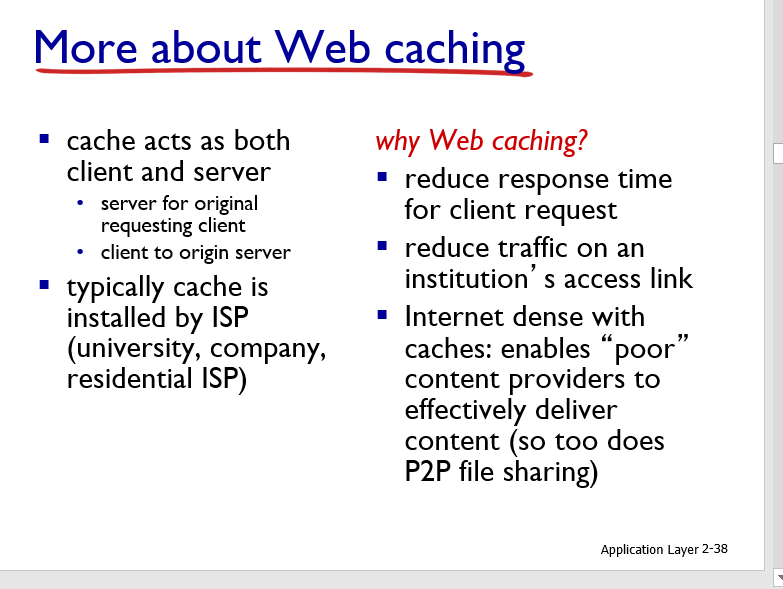 More about Web caching
cache acts as both
client and server
server for original
requesting client
client to origin server
typically cache is
installed by ISP
(university, company,
residential ISP)
why Web caching?
reduce response time
for client request
reduce traffic on an
institution’s access link
Internet dense with
caches: enables “poor”
content providers to
effectively deliver
content (so too does
P2P file sharing)
Application Layer 2-38